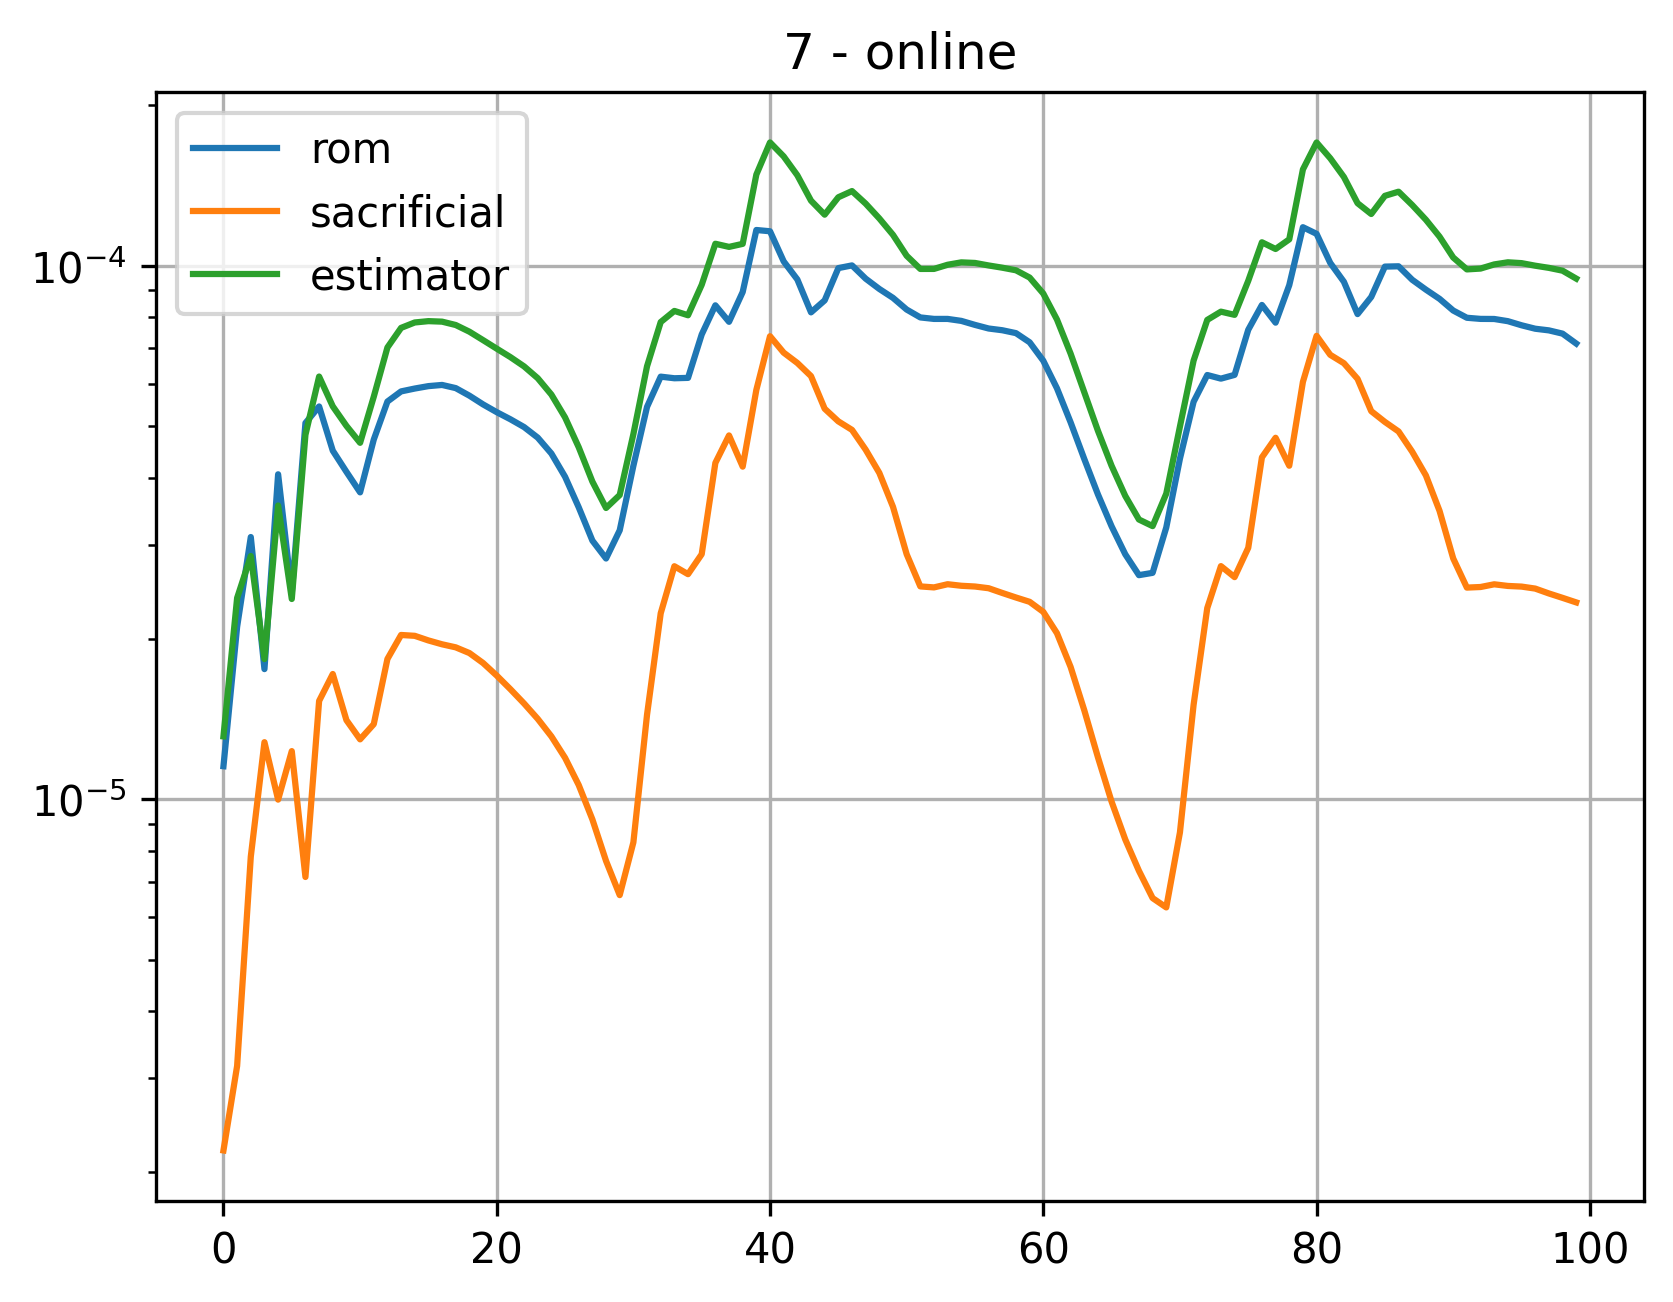 7 - online
rom
sacrificial
estimator
10⁻⁴
10⁻⁵
0 20 40 60 80 100